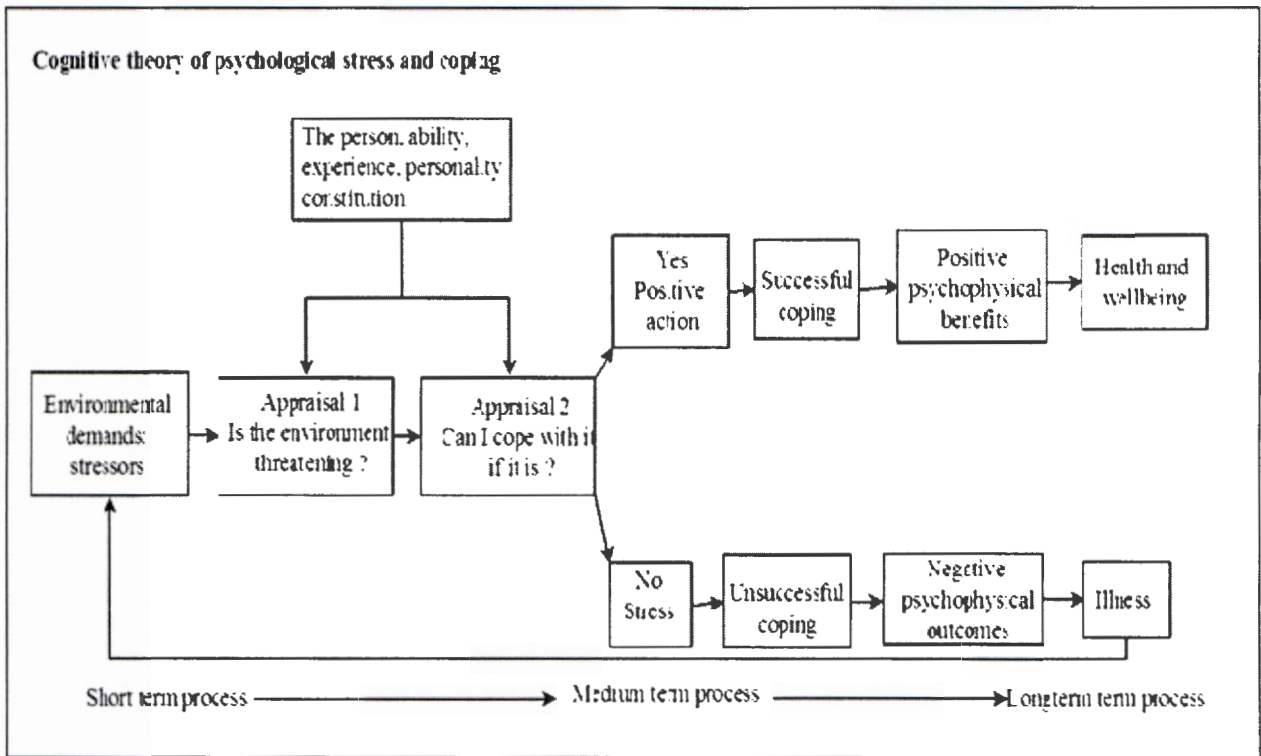 Cognitive theory of psychological stress and coping
The person, ability,
experience, personality
constitution
Environmental
demands:
stressors
Appraisal 1
Is the environment
threatening ?
Appraisal 2
Can I cope with it
if it is ?
Yes
Positive
action
Successful
coping
Positive
psychophysical
benefits
Health and
wellbeing
No
Stress
Unsuccessful
coping
Negative
psychophysical
outcomes
Illness
Short term process
Medium term process
Longterm term process